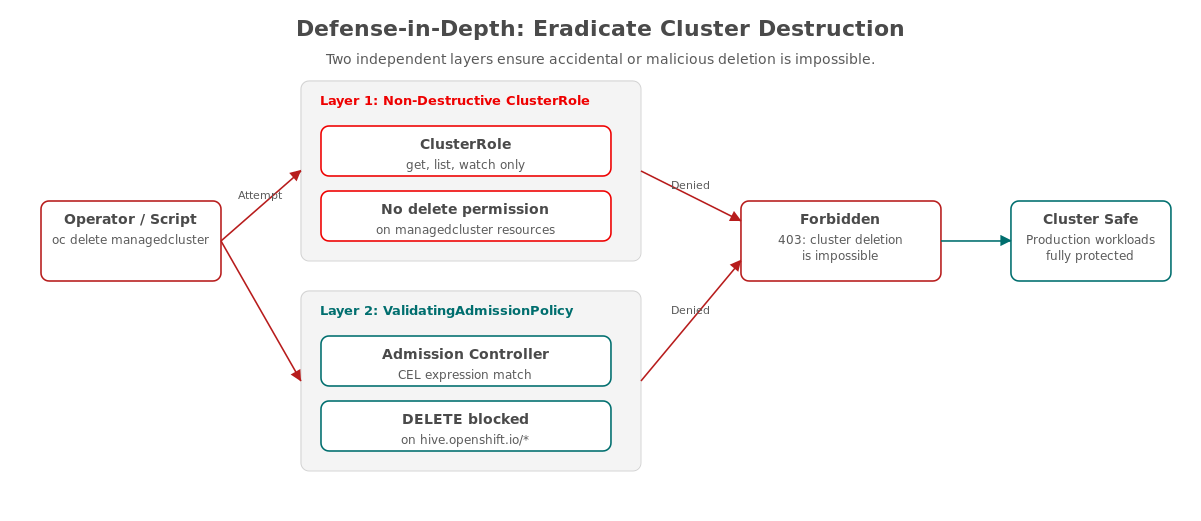 Defense-in-Depth: Eradicate Cluster Destruction
Two independent layers ensure accidental or malicious deletion is impossible.
Operator / Script
oc delete managedcluster
Attempt
Layer 1: Non-Destructive ClusterRole
ClusterRole
get, list, watch only
No delete permission
on managedcluster resources
Layer 2: ValidatingAdmissionPolicy
Admission Controller
CEL expression match
DELETE blocked
on hive.openshift.io/*
Denied
Denied
Forbidden
403: cluster deletion
is impossible
Cluster Safe
Production workloads
fully protected